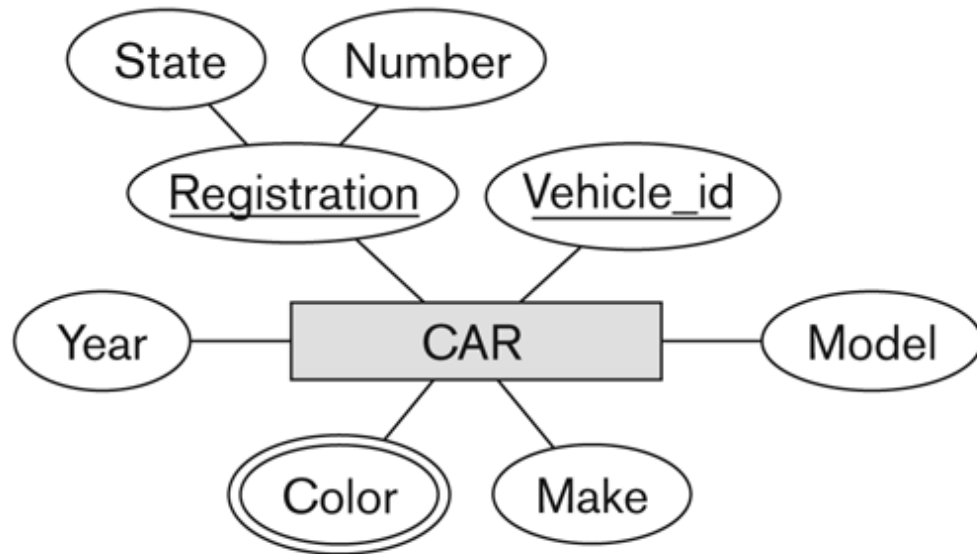 State
Number
Registration
Vehicle_id
Year
CAR
Model
Color
Make